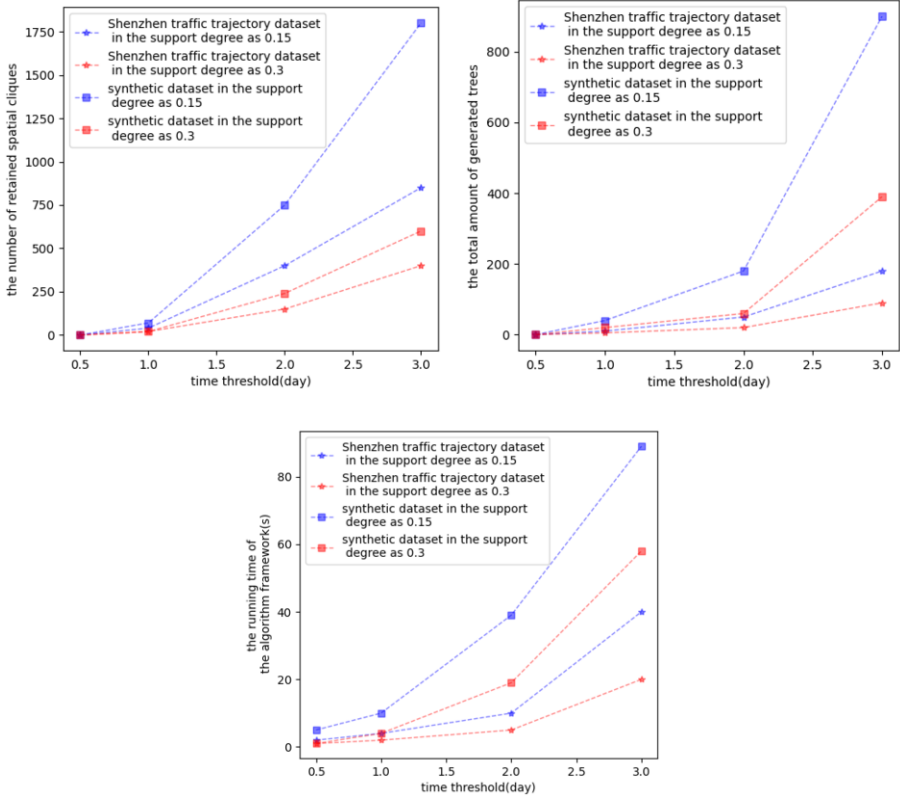 the number of retained spatial cliques
1750
1500
1250
1000
750
500
250
0
Shenzhen traffic trajectory dataset
in the support degree as 0.15
Shenzhen traffic trajectory dataset
in the support degree as 0.3
synthetic dataset in the support
degree as 0.15
synthetic dataset in the support
degree as 0.3
0.5 1.0 1.5 2.0 2.5 3.0
time threshold(day)
the total amount of generated trees
800
600
400
200
0
Shenzhen traffic trajectory dataset
in the support degree as 0.15
Shenzhen traffic trajectory dataset
in the support degree as 0.3
synthetic dataset in the support
degree as 0.15
synthetic dataset in the support
degree as 0.3
0.5 1.0 1.5 2.0 2.5 3.0
time threshold(day)
the running time of
the algorithm framework(s)
80
60
40
20
0
Shenzhen traffic trajectory dataset
in the support degree as 0.15
Shenzhen traffic trajectory dataset
in the support degree as 0.3
synthetic dataset in the support
degree as 0.15
synthetic dataset in the support
degree as 0.3
0.5 1.0 1.5 2.0 2.5 3.0
time threshold(day)